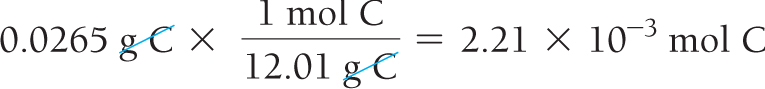 0.0265 g C × 1 mol C / 12.01 g C = 2.21 × 10⁻³ mol C